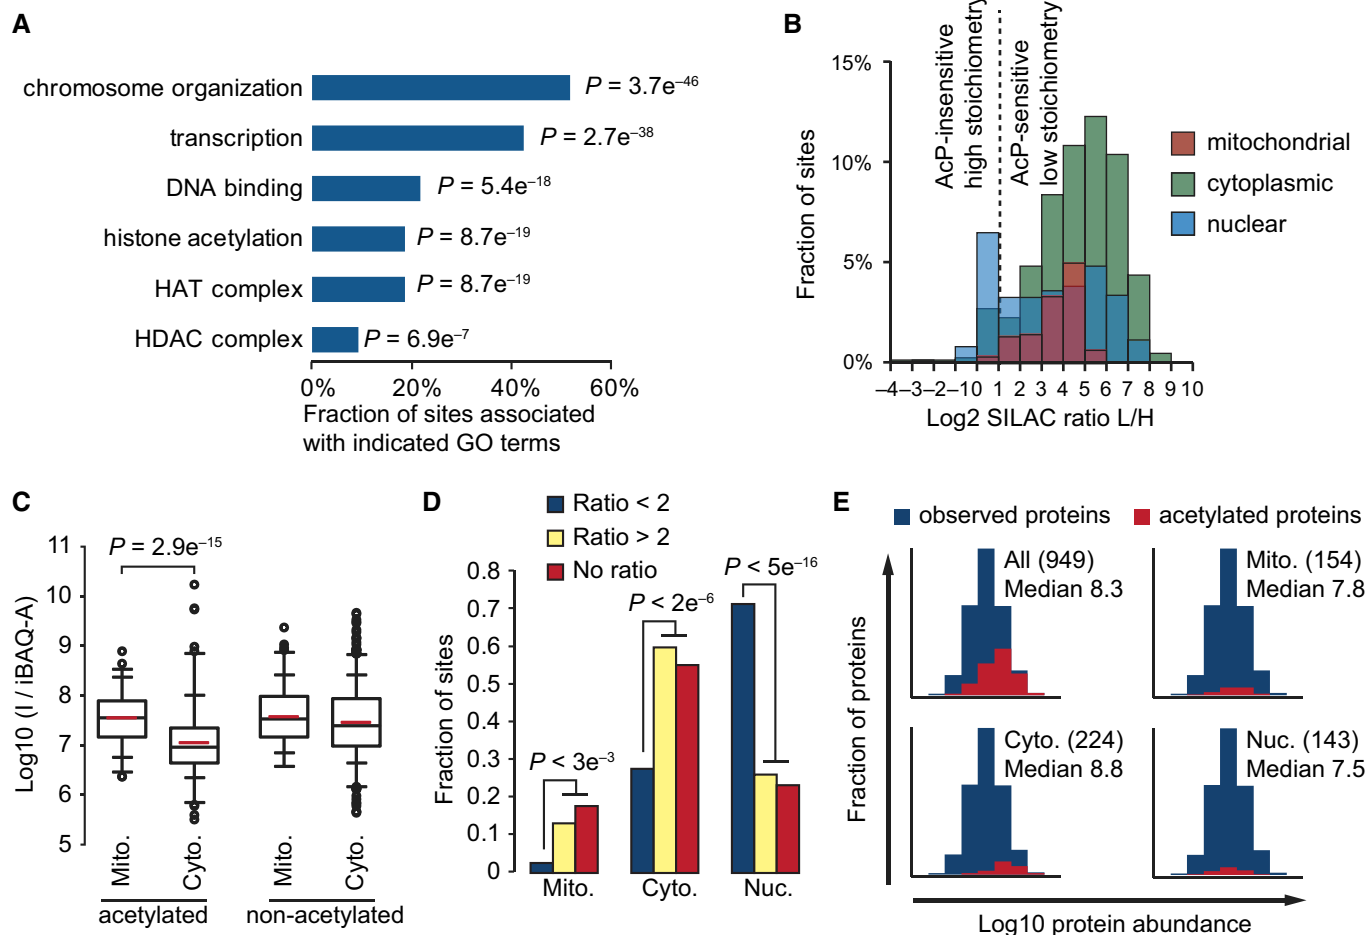 A
chromosome organization
P = 3.7e−46
transcription
P = 2.7e−38
DNA binding
P = 5.4e−18
histone acetylation
P = 8.7e−19
HAT complex
P = 8.7e−19
HDAC complex
P = 6.9e−7
0% 20% 40% 60%
Fraction of sites associated
with indicated GO terms
B
AcP-insensitive
high stoichiometry
AcP-sensitive
low stoichiometry
15%
10%
5%
0%
Fraction of sites
mitochondrial
cytoplasmic
nuclear
−4 −3 −2 −1 0 1 2 3 4 5 6 7 8 9 10
Log2 SILAC ratio L/H
C
P = 2.9e−15
11
10
9
8
7
6
5
Log10 (I / iBAQ-A)
Mito. Cyto. Mito. Cyto.
acetylated non-acetylated
D
Ratio < 2
Ratio > 2
No ratio
P < 3e−3
P < 2e−6
P < 5e−16
0.8
0.7
0.6
0.5
0.4
0.3
0.2
0.1
0
Fraction of sites
Mito. Cyto. Nuc.
E
observed proteins acetylated proteins
All (949)
Median 8.3
Mito. (154)
Median 7.8
Cyto. (224)
Median 8.8
Nuc. (143)
Median 7.5
Fraction of proteins
Log10 protein abundance